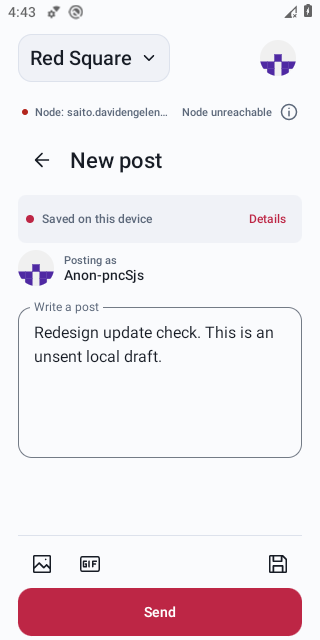 4:43
Red Square
Node: saito.davidengelen...
Node unreachable
New post
Saved on this device
Details
Posting as
Anon-pncSjs
Write a post
Redesign update check. This is an
unsent local draft.
GIF
Send